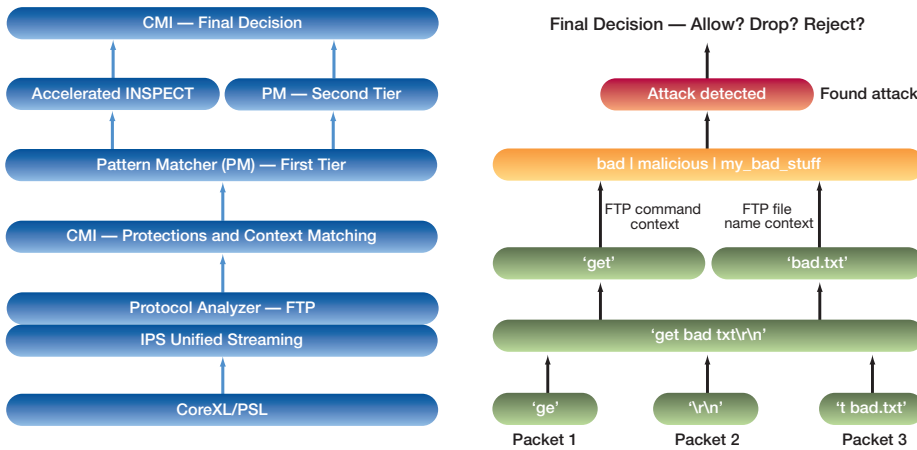 CMI — Final Decision
Accelerated INSPECT
PM — Second Tier
Pattern Matcher (PM) — First Tier
CMI — Protections and Context Matching
Protocol Analyzer — FTP
IPS Unified Streaming
CoreXL/PSL
Final Decision — Allow? Drop? Reject?
Attack detected
Found attack
bad | malicious | my_bad_stuff
FTP command
context
FTP file
name context
‘get’
‘bad.txt’
‘get bad txt\r\n’
‘ge’
‘\r\n’
‘t bad.txt’
Packet 1
Packet 2
Packet 3